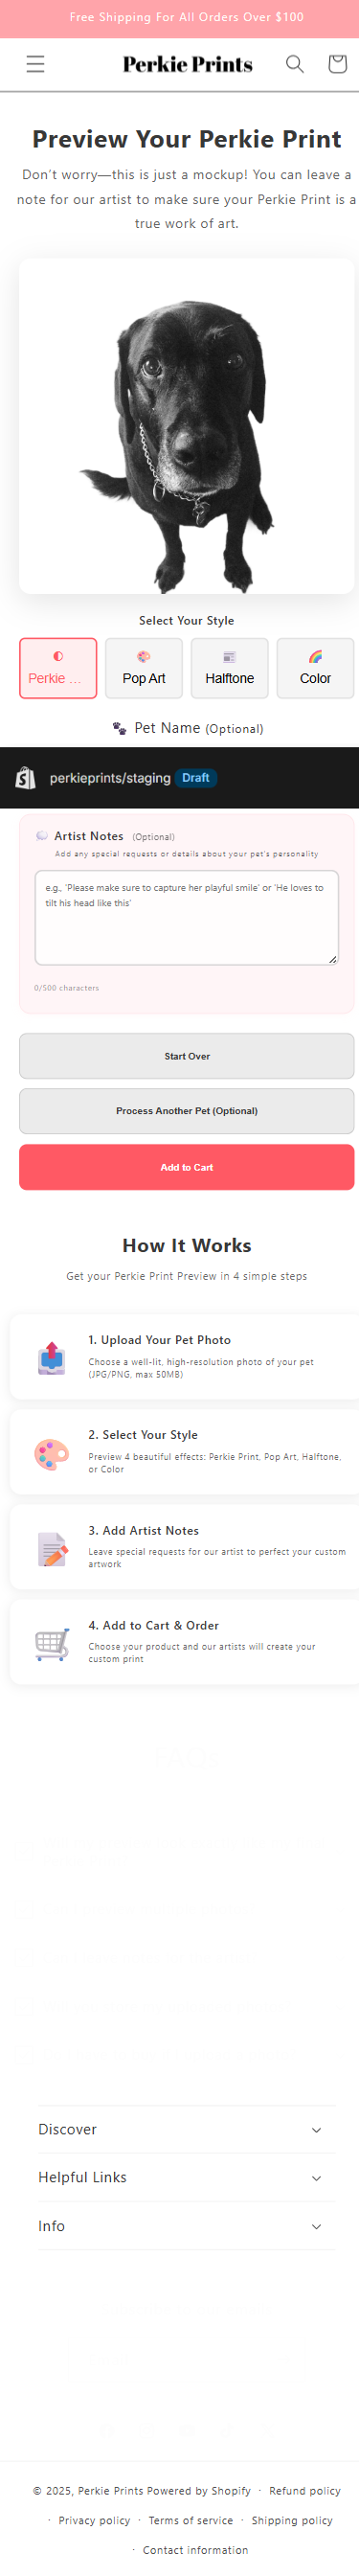 Free Shipping For All Orders Over $100
Perkie Prints
Preview Your Perkie Print
Don't worry—this is just a mockup! You can leave a
note for our artist to make sure your Perkie Print is a
true work of art.
Select Your Style
Perkie ...
Pop Art
Halftone
Color
Pet Name (Optional)
perkieprints/staging Draft
Artist Notes (Optional)
Add any special requests or details about your pet's personality
e.g., 'Please make sure to capture her playful smile' or 'He loves to
tilt his head like this'
0/500 characters
Start Over
Process Another Pet (Optional)
Add to Cart
How It Works
Get your Perkie Print Preview in 4 simple steps
1. Upload Your Pet Photo
Choose a well-lit, high-resolution photo of your pet
(JPG/PNG, max 50MB)
2. Select Your Style
Preview 4 beautiful effects: Perkie Print, Pop Art, Halftone,
or Color
3. Add Artist Notes
Leave special requests for our artist to perfect your custom
artwork
4. Add to Cart & Order
Choose your product and our artists will create your
custom print
Discover
Helpful Links
Info
© 2025, Perkie Prints Powered by Shopify · Refund policy
· Privacy policy · Terms of service · Shipping policy
· Contact information